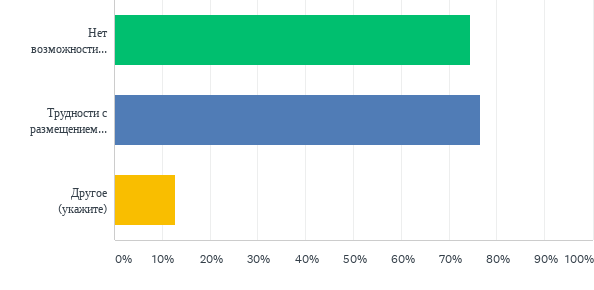 Нет
возможности...
Трудности с
размещением...
Другое
(укажите)
0% 10% 20% 30% 40% 50% 60% 70% 80% 90% 100%